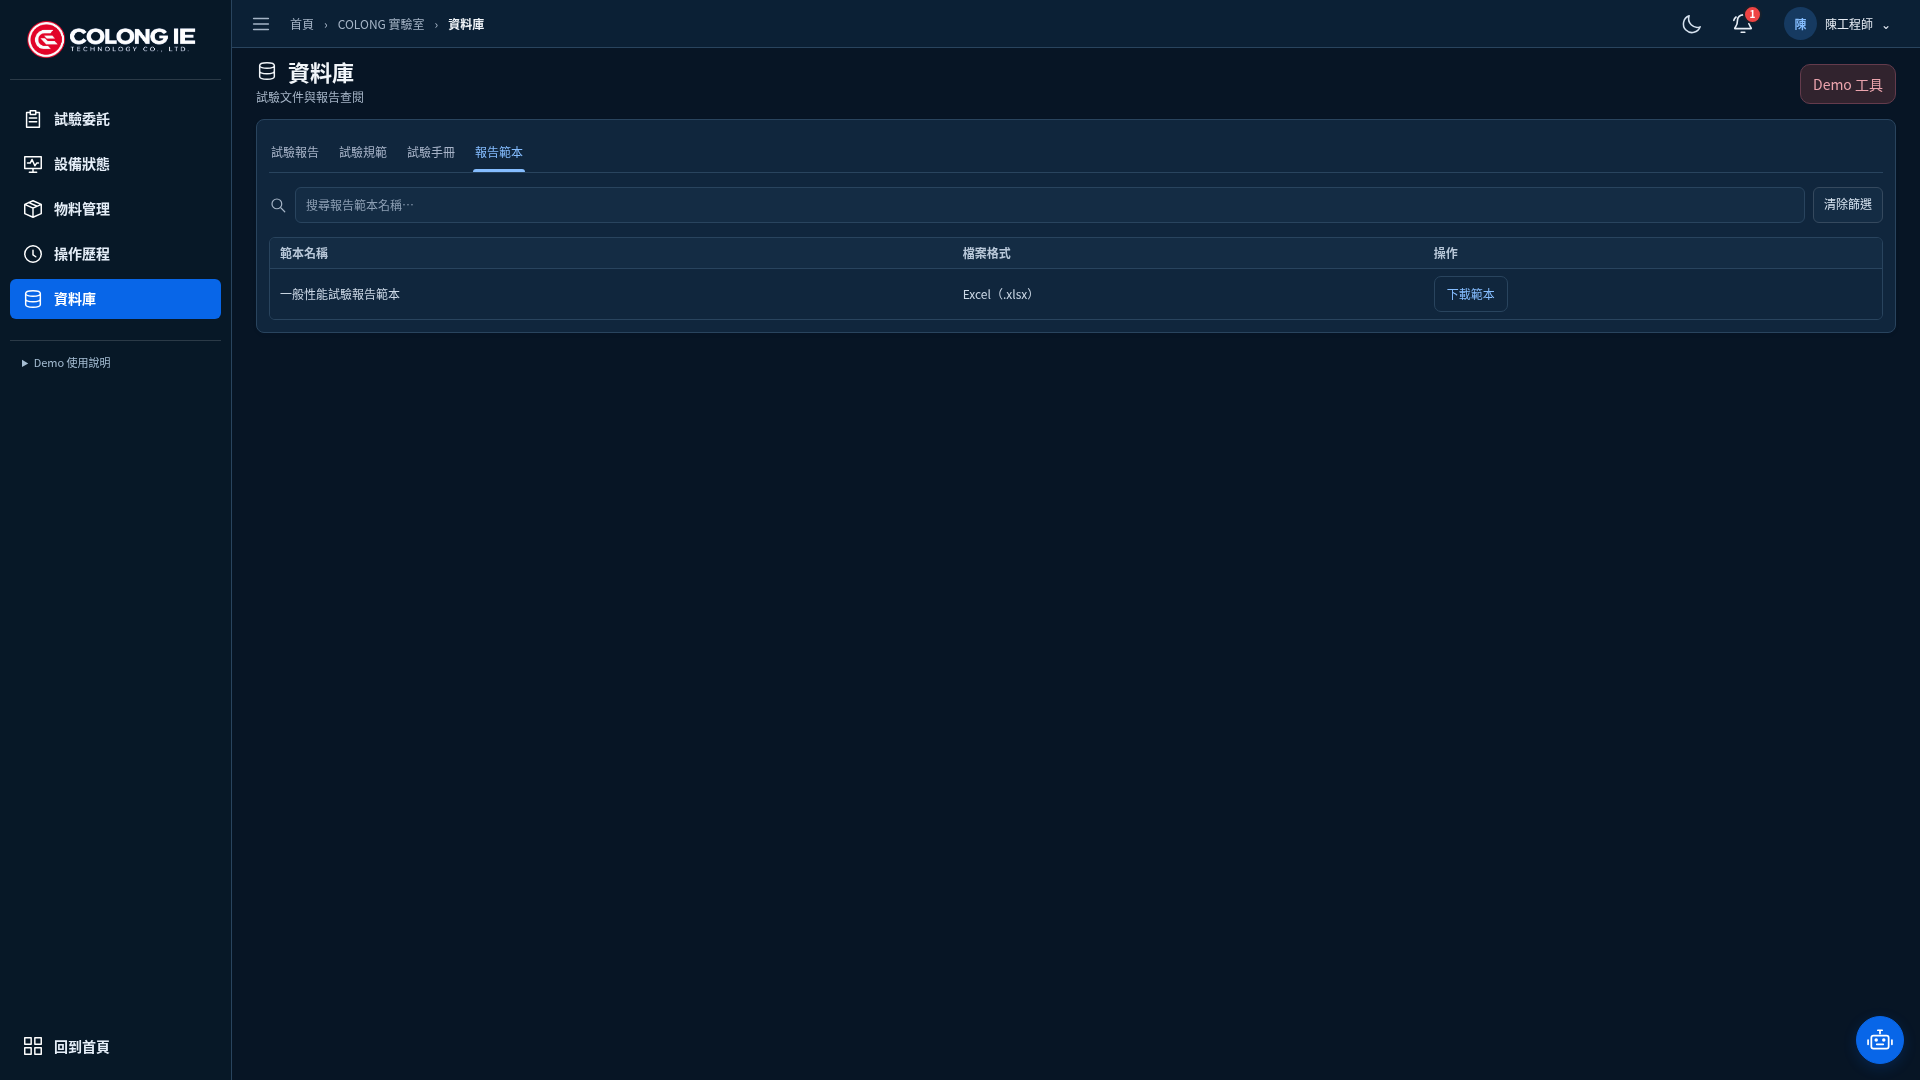 COLONG IE
TECHNOLOGY CO., LTD.
試驗委託
設備狀態
物料管理
操作歷程
資料庫
▶ Demo 使用說明
回到首頁
首頁 › COLONG 實驗室 › 資料庫
1
陳 陳工程師
資料庫
試驗文件與報告查閱
Demo 工具
試驗報告 試驗規範 試驗手冊 報告範本
搜尋報告範本名稱⋯
清除篩選
範本名稱 檔案格式 操作
一般性能試驗報告範本 Excel（.xlsx） 下載範本